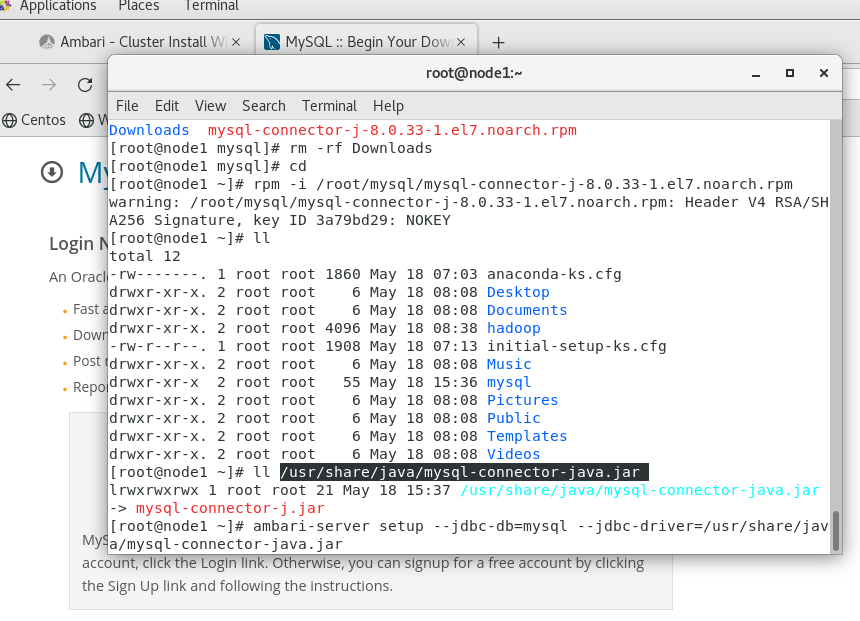 Applications Places Terminal
Ambari - Cluster Install W × MySQL :: Begin Your Dow × +
root@node1:~
File Edit View Search Terminal Help
Centos W
Downloads mysql-connector-j-8.0.33-1.el7.noarch.rpm
[root@node1 mysql]# rm -rf Downloads
[root@node1 mysql]# cd
[root@node1 ~]# rpm -i /root/mysql/mysql-connector-j-8.0.33-1.el7.noarch.rpm
warning: /root/mysql/mysql-connector-j-8.0.33-1.el7.noarch.rpm: Header V4 RSA/SH
A256 Signature, key ID 3a79bd29: NOKEY
[root@node1 ~]# ll
total 12
-rw-------. 1 root root 1860 May 18 07:03 anaconda-ks.cfg
drwxr-xr-x. 2 root root    6 May 18 08:08 Desktop
drwxr-xr-x. 2 root root    6 May 18 08:08 Documents
drwxr-xr-x. 2 root root 4096 May 18 08:38 hadoop
-rw-r--r--. 1 root root 1908 May 18 07:13 initial-setup-ks.cfg
drwxr-xr-x. 2 root root    6 May 18 08:08 Music
drwxr-xr-x  2 root root   55 May 18 15:36 mysql
drwxr-xr-x. 2 root root    6 May 18 08:08 Pictures
drwxr-xr-x. 2 root root    6 May 18 08:08 Public
drwxr-xr-x. 2 root root    6 May 18 08:08 Templates
drwxr-xr-x. 2 root root    6 May 18 08:08 Videos
[root@node1 ~]# ll /usr/share/java/mysql-connector-java.jar
lrwxrwxrwx 1 root root 21 May 18 15:37 /usr/share/java/mysql-connector-java.jar
-> mysql-connector-j.jar
[root@node1 ~]# ambari-server setup --jdbc-db=mysql --jdbc-driver=/usr/share/jav
a/mysql-connector-java.jar
My
Login N
An Oracl
Fast a
Down
Post
Repo
MyS
account, click the Login link. Otherwise, you can signup for a free account by clicking
the Sign Up link and following the instructions.